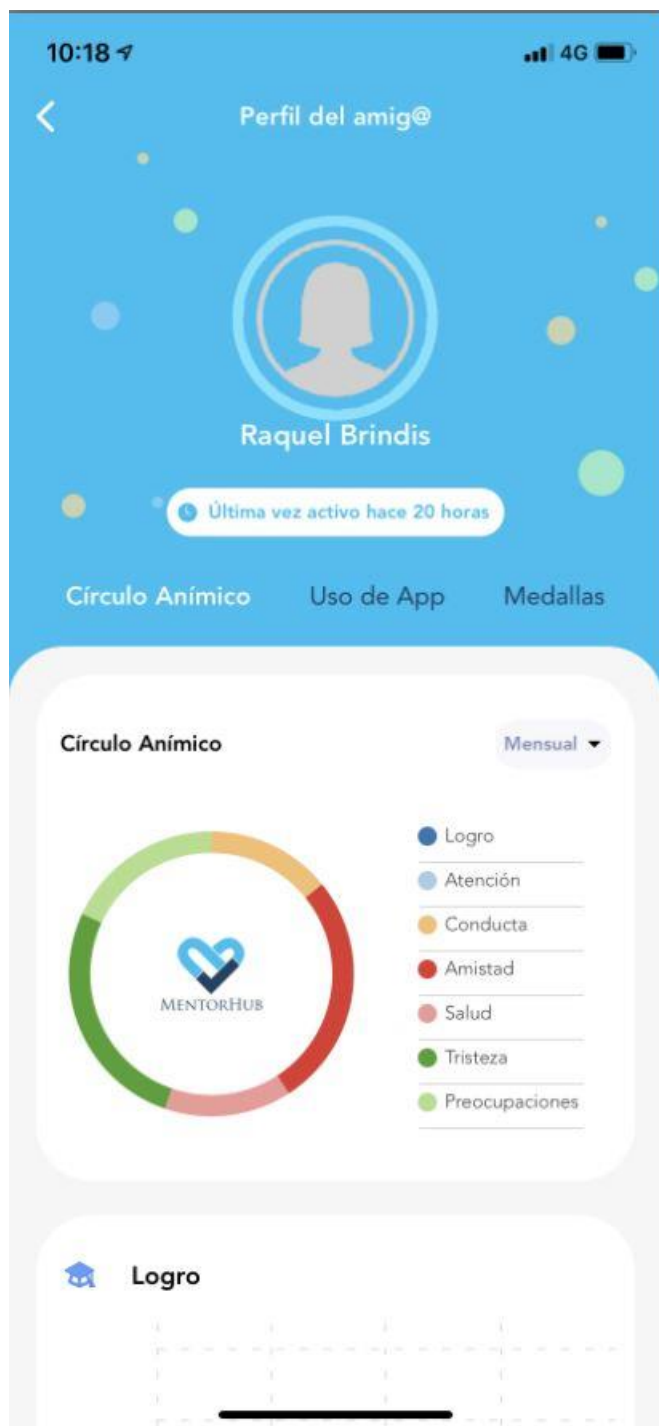 10:18
4G
Perfil del amig@
Raquel Brindis
Última vez activo hace 20 horas
Círculo Anímico Uso de App Medallas
Círculo Anímico
Mensual
MENTORHUB
Logro
Atención
Conducta
Amistad
Salud
Tristeza
Preocupaciones
Logro